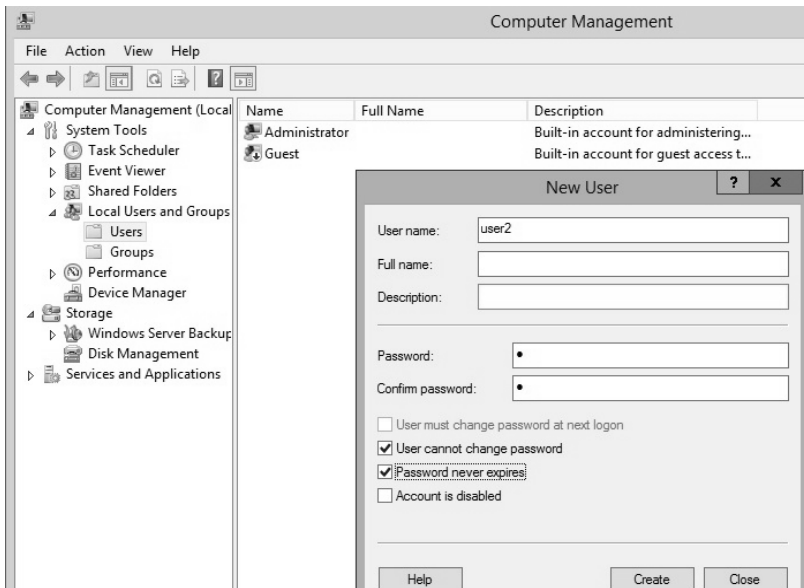 Computer Management
File Action View Help
Computer Management (Local
System Tools
Task Scheduler
Event Viewer
Shared Folders
Local Users and Groups
Users
Groups
Performance
Device Manager
Storage
Windows Server Backup
Disk Management
Services and Applications
Name Full Name Description
Administrator Built-in account for administering...
Guest Built-in account for guest access t...
New User ? x
User name: user2
Full name:
Description:
Password: •
Confirm password: •
User must change password at next logon
User cannot change password
Password never expires
Account is disabled
Help Create Close